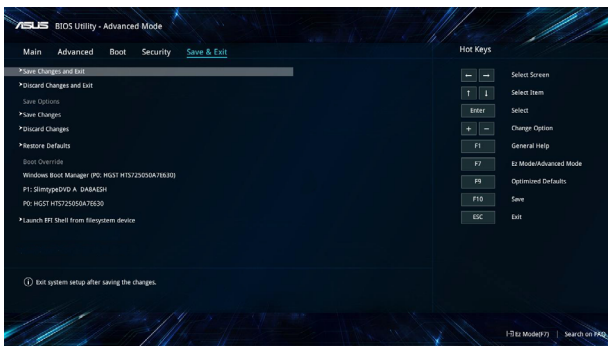 ASUS BIOS Utility - Advanced Mode
Main Advanced Boot Security Save & Exit
Hot Keys
Save Changes and Exit
Discard Changes and Exit
Save Options
Save Changes
Discard Changes
Restore Defaults
Boot Override
Windows Boot Manager (P0: HGST HTS725050A7E630)
P1: SlimtypeDVD A DA8AESH
P0: HGST HTS725050A7E630
Launch EFI Shell from filesystem device
Exit system setup after saving the changes.
← → Select Screen
↑ ↓ Select Item
Enter Select
+ - Change Option
F1 General Help
F7 Ez Mode/Advanced Mode
F9 Optimized Defaults
F10 Save
ESC Exit
Ez Mode(F7) | Search on FAQ